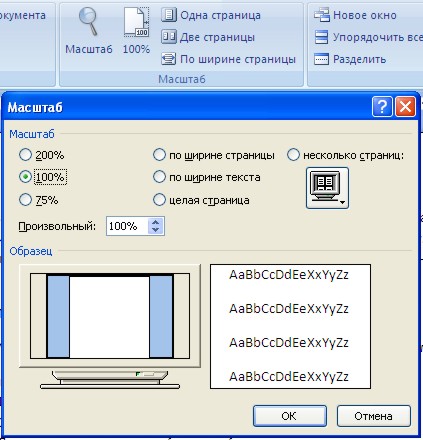 окумента
Масштаб
100%
100
Одна страница
Две страницы
По ширине страницы
Масштаб
Новое окно
Упорядочить все
Разделить
Масштаб
Масштаб
200%
по ширине страницы
несколько страниц:
100%
по ширине текста
75%
целая страница
Произвольный:
100%
Образец
AaBbCcDdEeXxYyZz
AaBbCcDdEeXxYyZz
AaBbCcDdEeXxYyZz
AaBbCcDdEeXxYyZz
ОК
Отмена